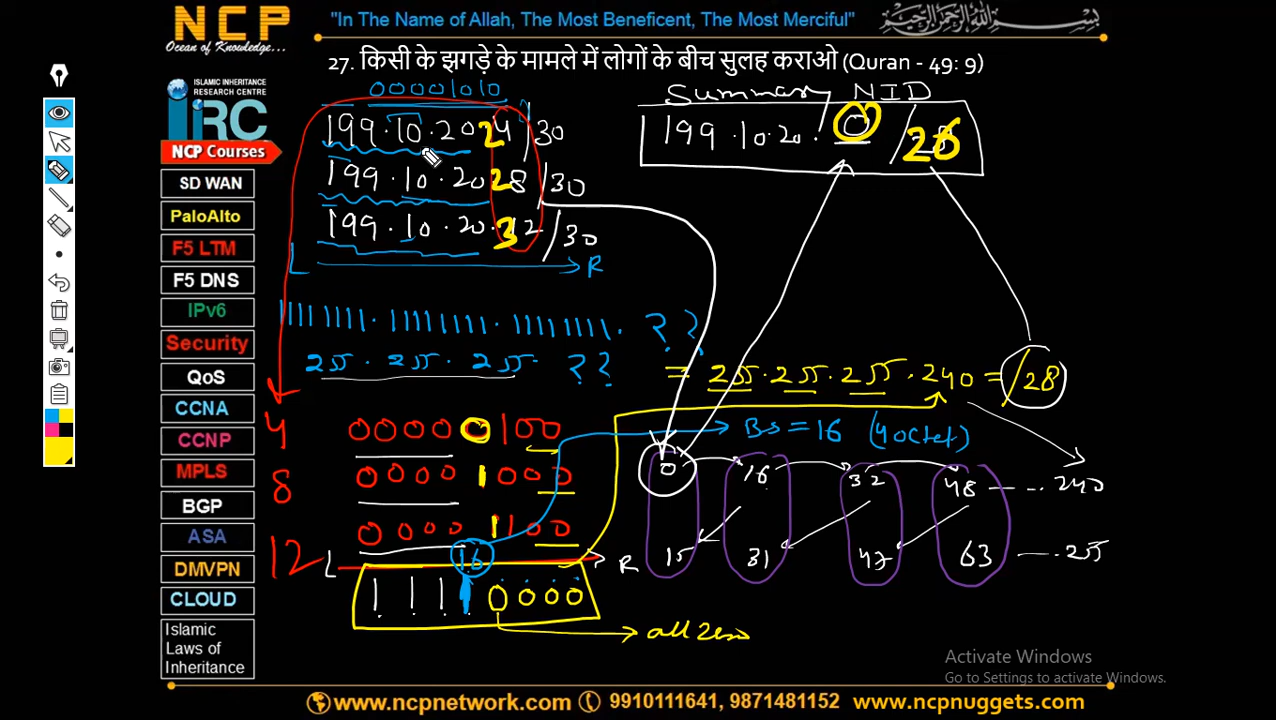 NCP
Ocean of Knowledge...
"In The Name of Allah, The Most Beneficent, The Most Merciful"
27. किसी के झगड़े के मामले में लोगों के बीच सुलह कराओ (Quran - 49: 9)
ISLAMIC INHERITANCE
RESEARCH CENTRE
IRC
NCP Courses
SD WAN
PaloAlto
F5 LTM
F5 DNS
IPv6
Security
QoS
CCNA
CCNP
MPLS
BGP
ASA
DMVPN
CLOUD
Islamic
Laws of
Inheritance
00001010
199.10.20 24 /30
199.10.20 28 /30
199.10.20. /30
L R
Summary NID
199.10.20.0 /
11111111.11111111.11111111. ??
255.255.255. ??
= 255.255.255.240 = /28
4 00000100
8 00001000
12 00001100
L R
16
11110000
all zero
Bs = 16 (4octet)
0 16 32 48 --.. 240
15 31 47 63 --.. 255
Activate Windows
Go to Settings to activate Windows.
www.ncpnetwork.com 9910111641, 9871481152 www.ncpnuggets.com